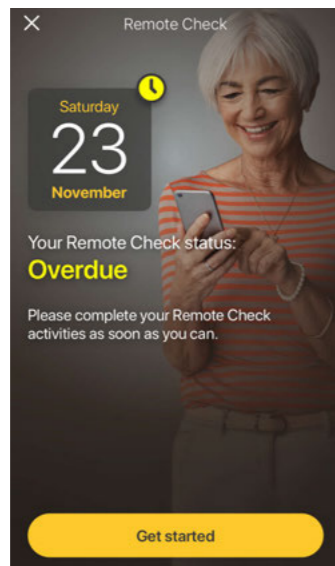 Remote Check
Saturday
23
November
Your Remote Check status:
Overdue
Please complete your Remote Check
activities as soon as you can.
Get started